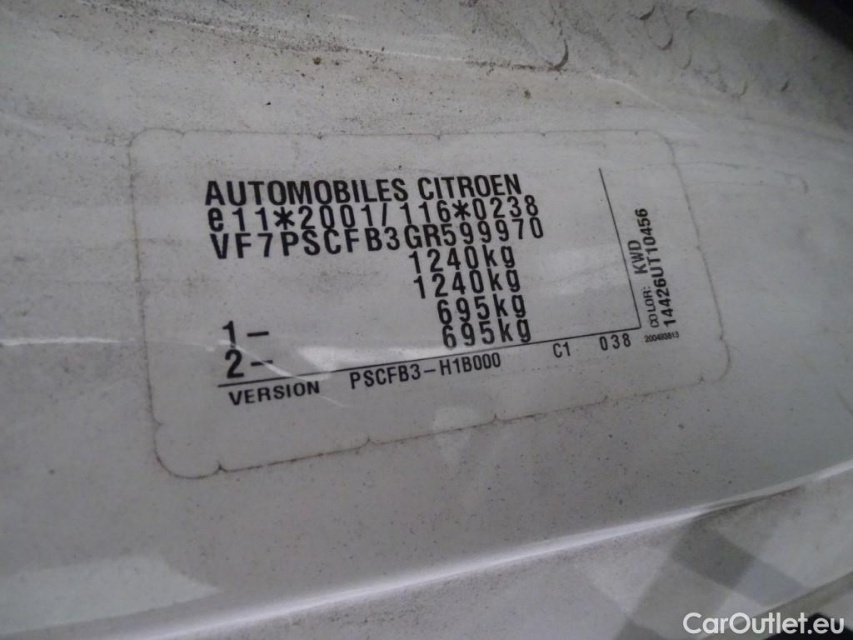 AUTOMOBILES CITROEN
e11*2001/116*0238
VF7PSCFB3GR599970
1240kg
1240kg
1– 695kg
2– 695kg
VERSION PSCFB3-H1B000 C1 038
COLOR: KWD
14426UT10456
200493813
CarOutlet.eu